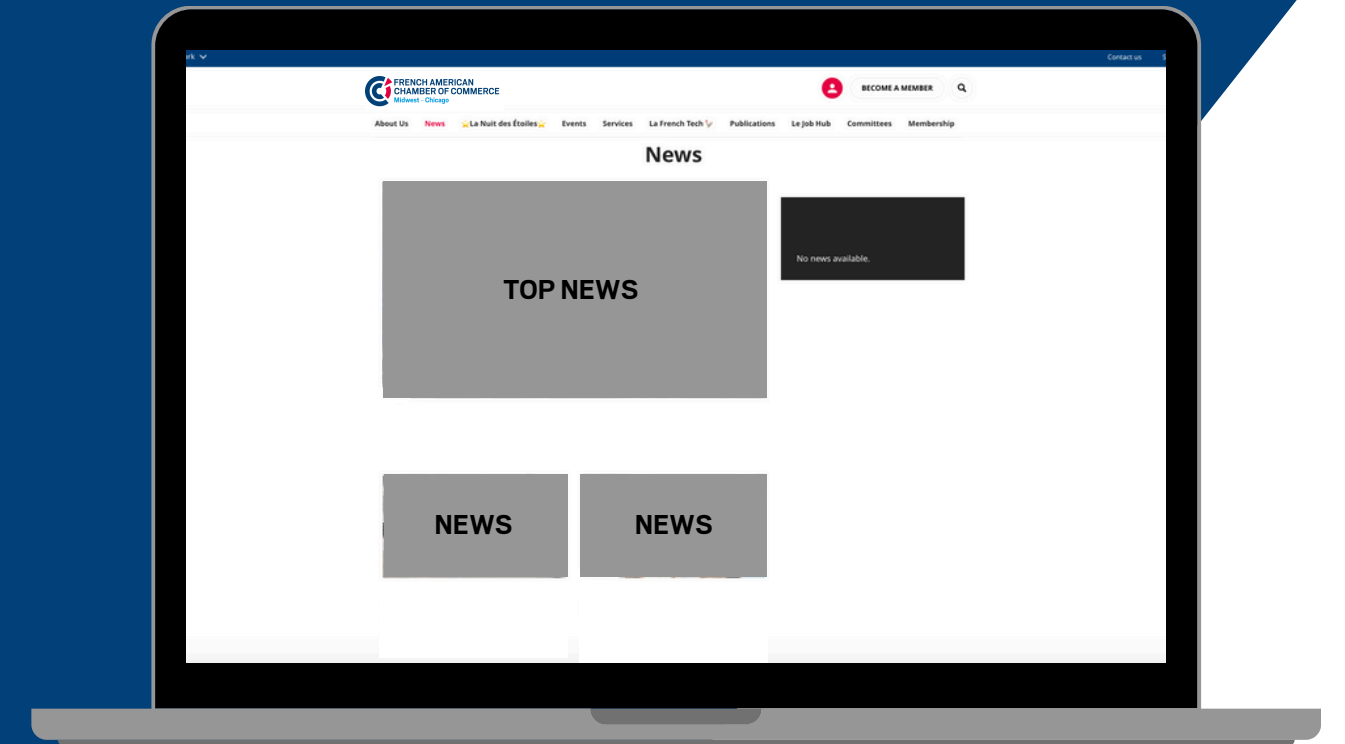 Contact us
FRENCH AMERICAN
CHAMBER OF COMMERCE
Midwest - Chicago
BECOME A MEMBER
About Us News La Nuit des Étoiles Events Services La French Tech Publications Le Job Hub Committees Membership
News
TOP NEWS
No news available.
NEWS NEWS